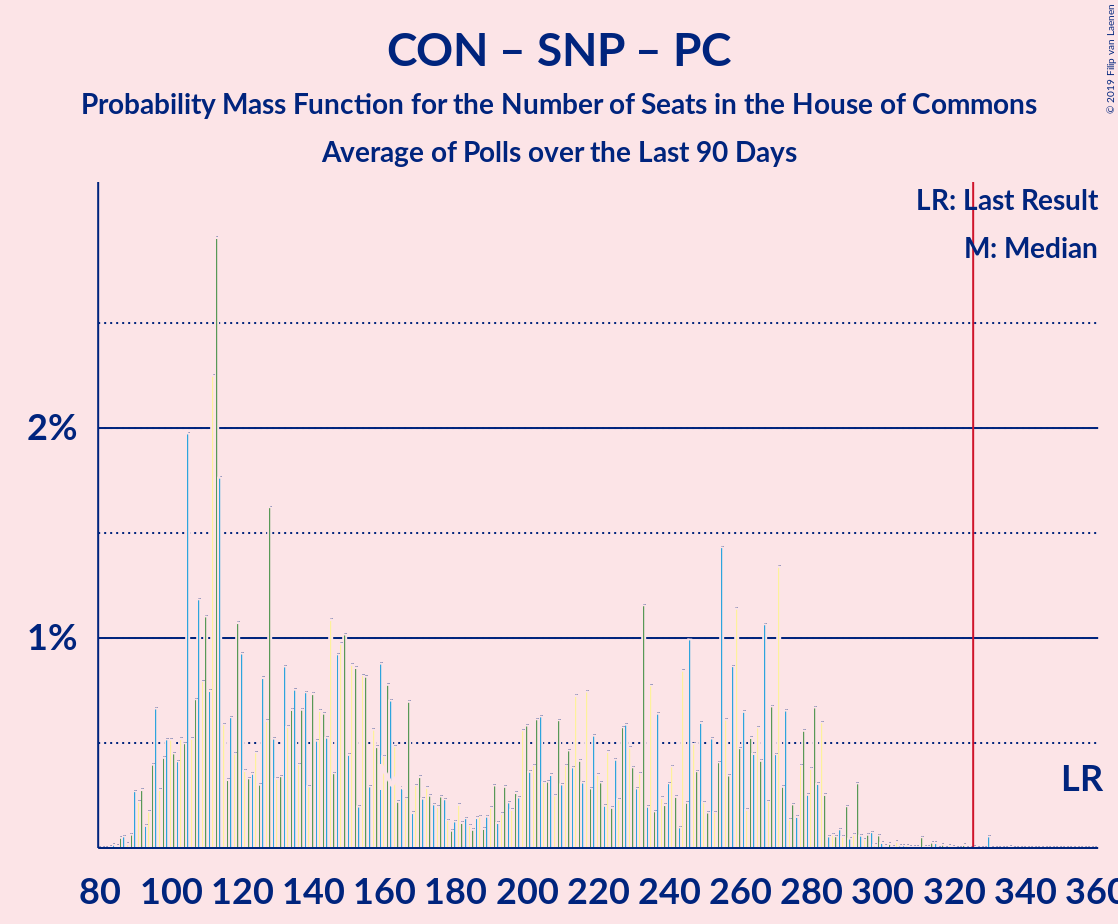 CON – SNP – PC
Probability Mass Function for the Number of Seats in the House of Commons
Average of Polls over the Last 90 Days
© 2019 Filip van Laenen
LR: Last Result
M: Median
2%
1%
LR
80 100 120 140 160 180 200 220 240 260 280 300 320 340 360